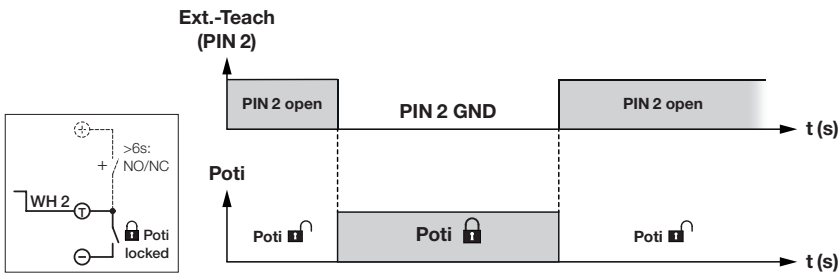 Ext.-Teach
(PIN 2)
PIN 2 open
PIN 2 GND
PIN 2 open
t (s)
+
>6s:
+ NO/NC
WH 2 T
Poti
locked
−
Poti
Poti
Poti
Poti
t (s)